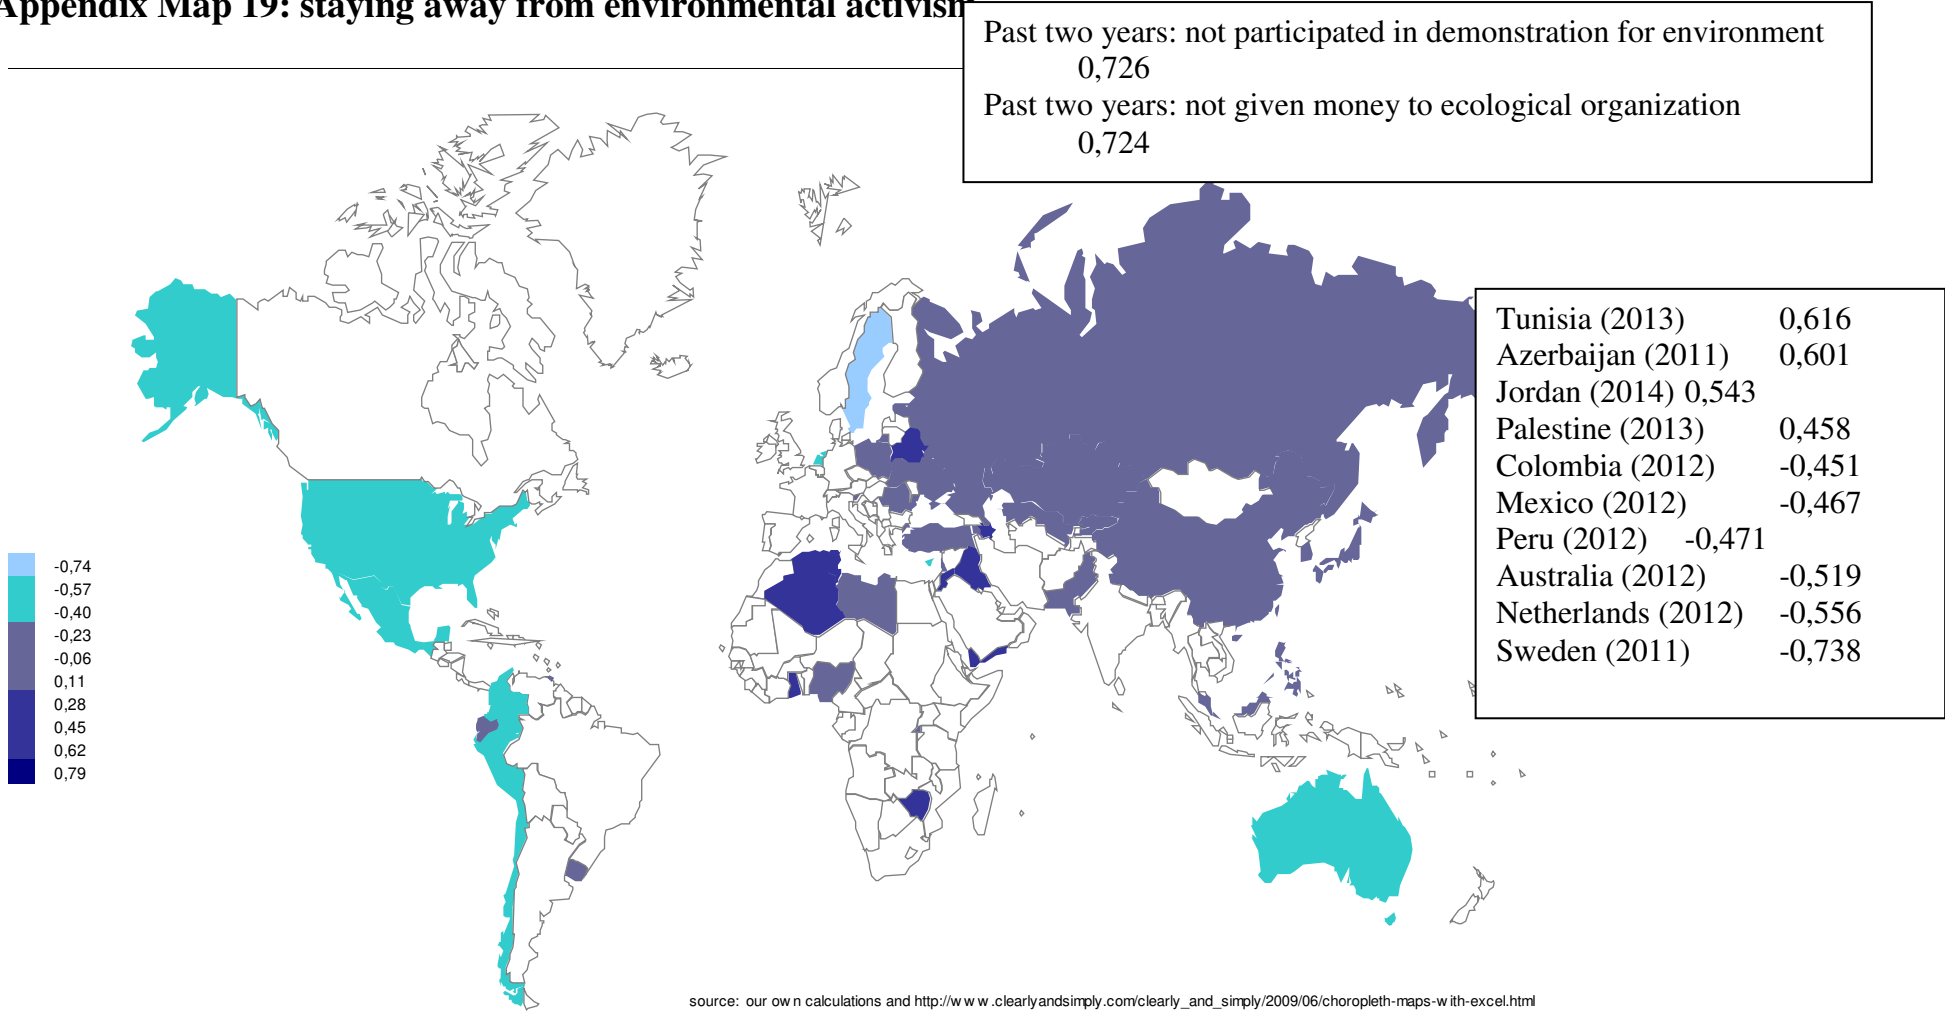 Appendix Map 19: staying away from environmental activism
Past two years: not participated in demonstration for environment
0,726
Past two years: not given money to ecological organization
0,724
Tunisia (2013) 0,616
Azerbaijan (2011) 0,601
Jordan (2014) 0,543
Palestine (2013) 0,458
Colombia (2012) -0,451
Mexico (2012) -0,467
Peru (2012) -0,471
Australia (2012) -0,519
Netherlands (2012) -0,556
Sweden (2011) -0,738
-0,74
-0,57
-0,40
-0,23
-0,06
0,11
0,28
0,45
0,62
0,79
source: our own calculations and http://www.clearlyandsimply.com/clearly_and_simply/2009/06/choropleth-maps-with-excel.html